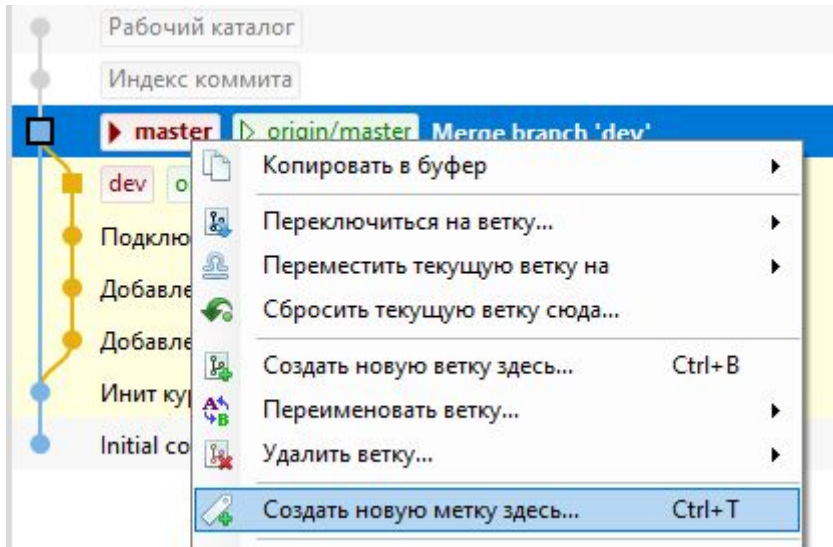 Рабочий каталог
Индекс коммита
master origin/master Merge branch 'dev'
Копировать в буфер
dev
Переключиться на ветку...
Переместить текущую ветку на
Сбросить текущую ветку сюда...
Создать новую ветку здесь... Ctrl+B
Инит
Переименовать ветку...
Initial
Удалить ветку...
Создать новую метку здесь... Ctrl+T